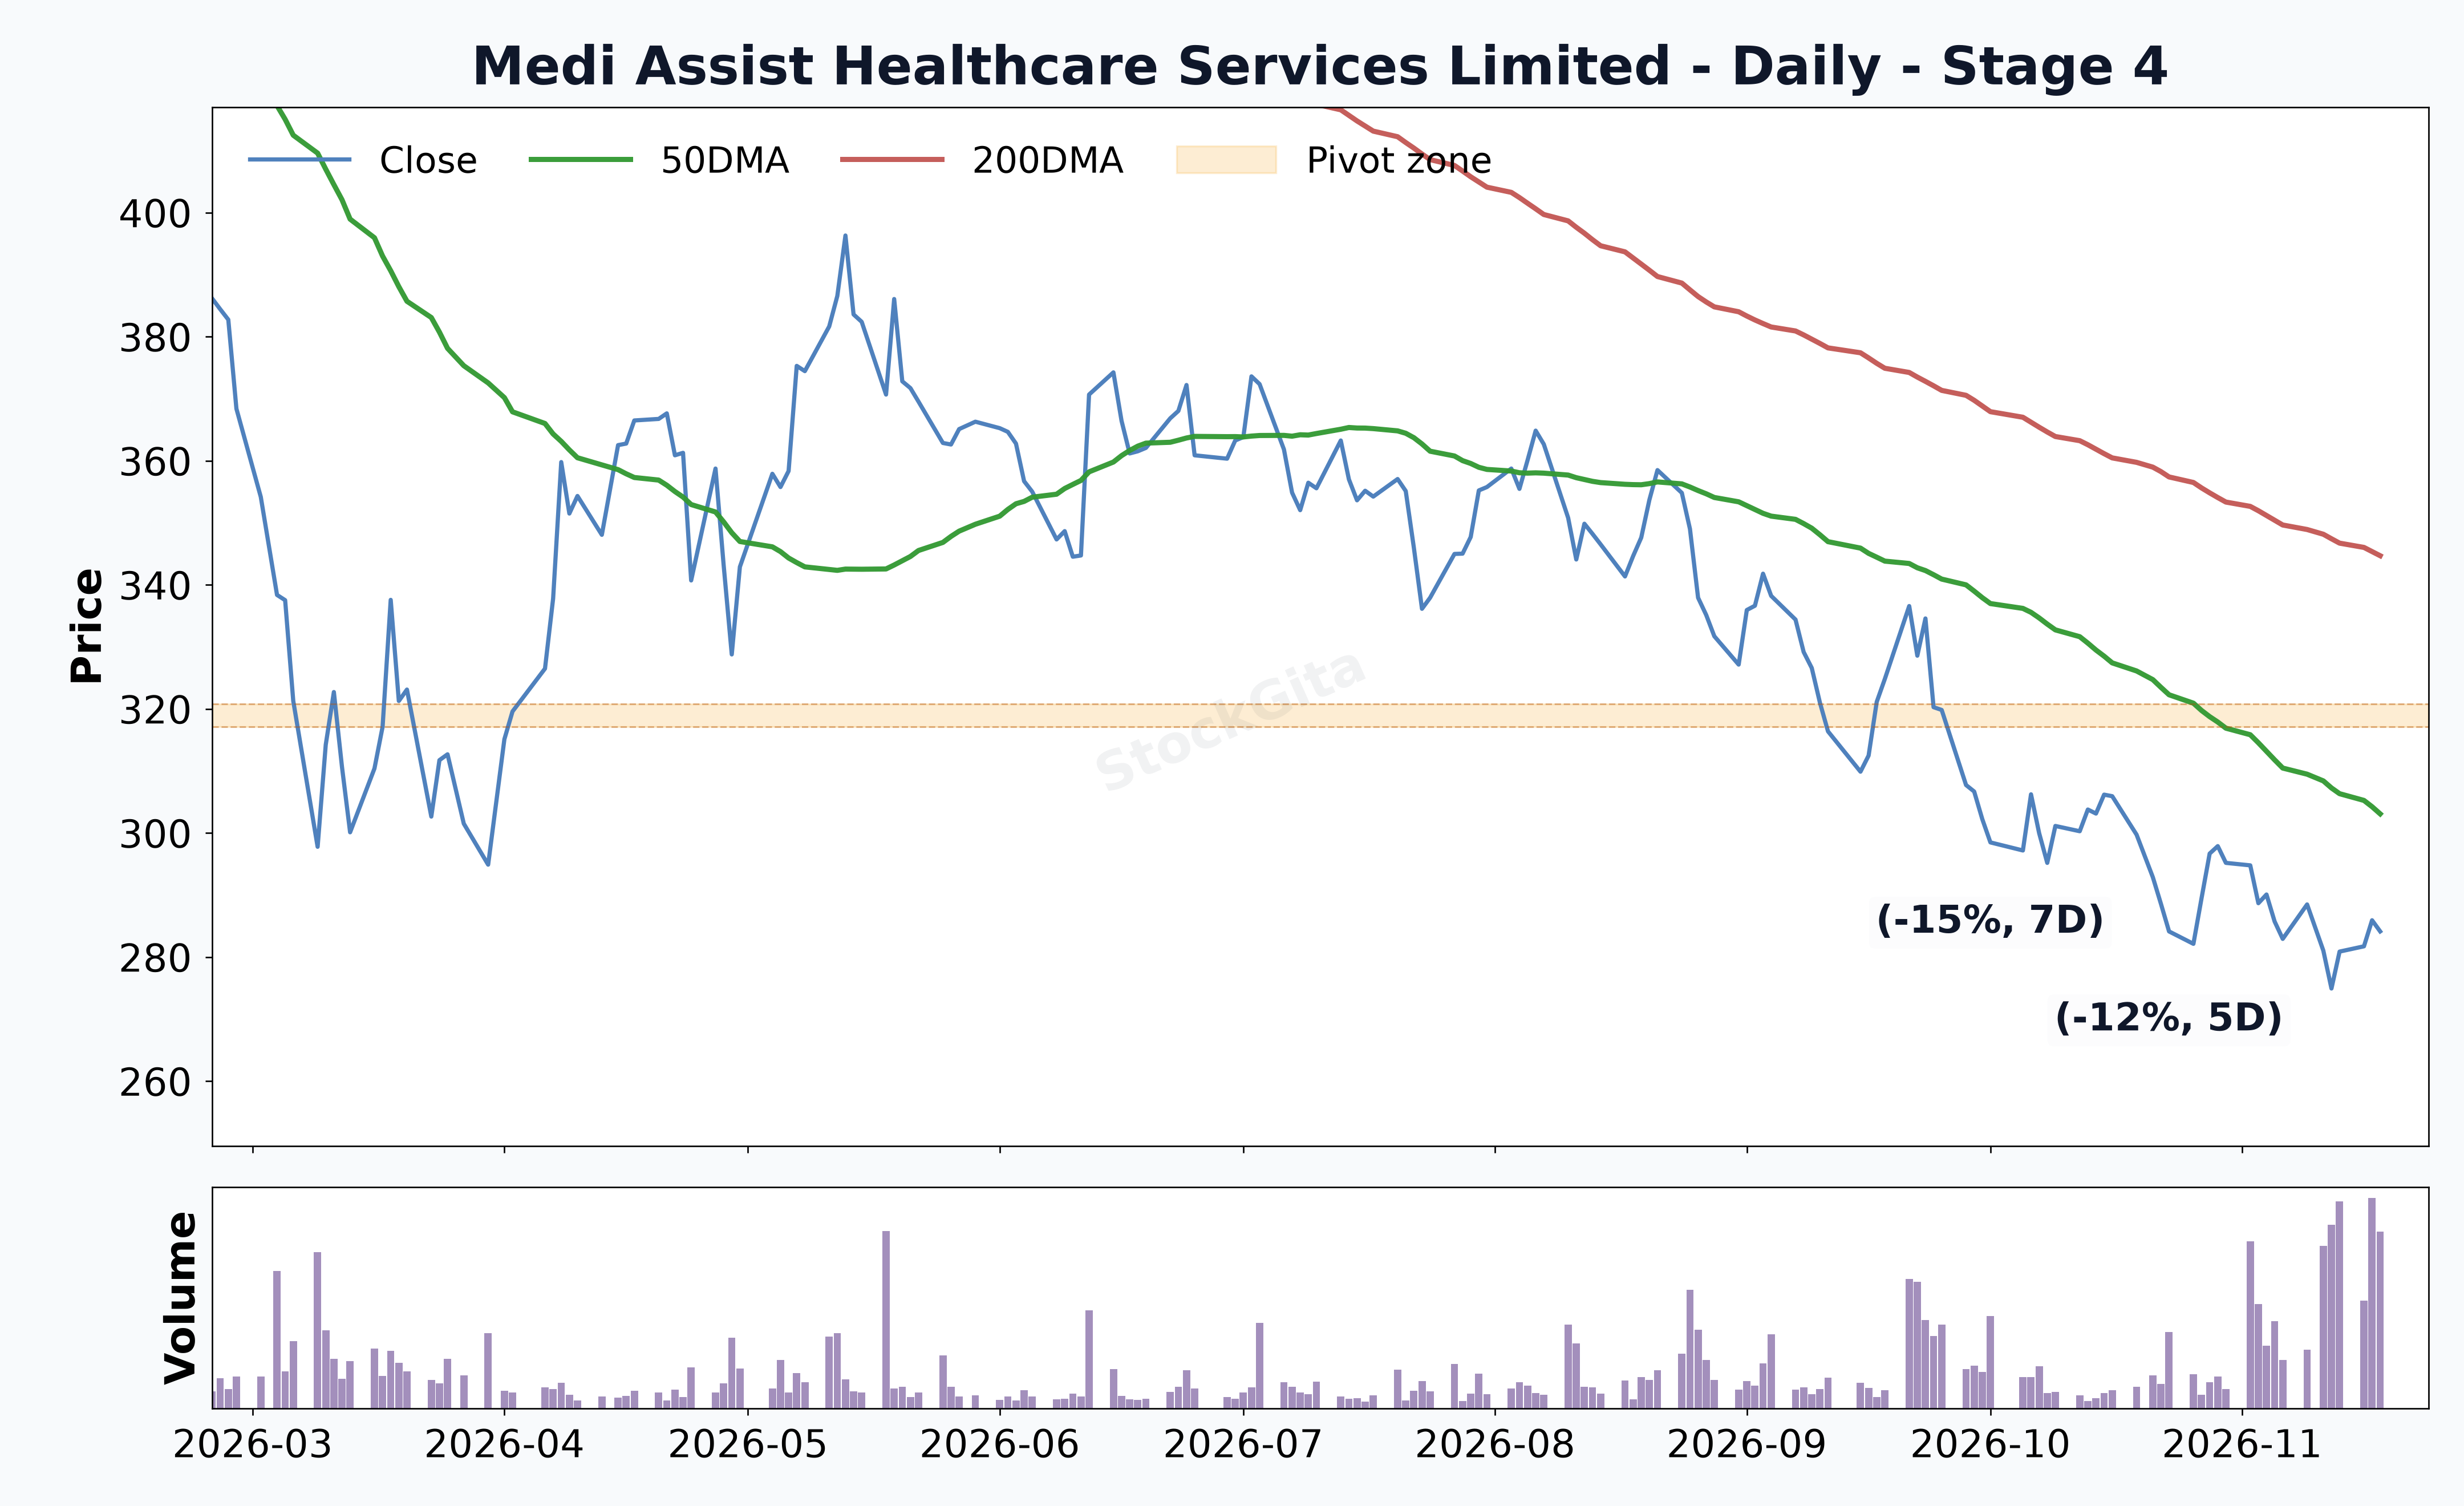 Medi Assist Healthcare Services Limited - Daily - Stage 4
Close 50DMA 200DMA Pivot zone
400
380
360
340
320
300
280
260
Price
StockGita
(-15%, 7D)
(-12%, 5D)
Volume
2026-03 2026-04 2026-05 2026-06 2026-07 2026-08 2026-09 2026-10 2026-11